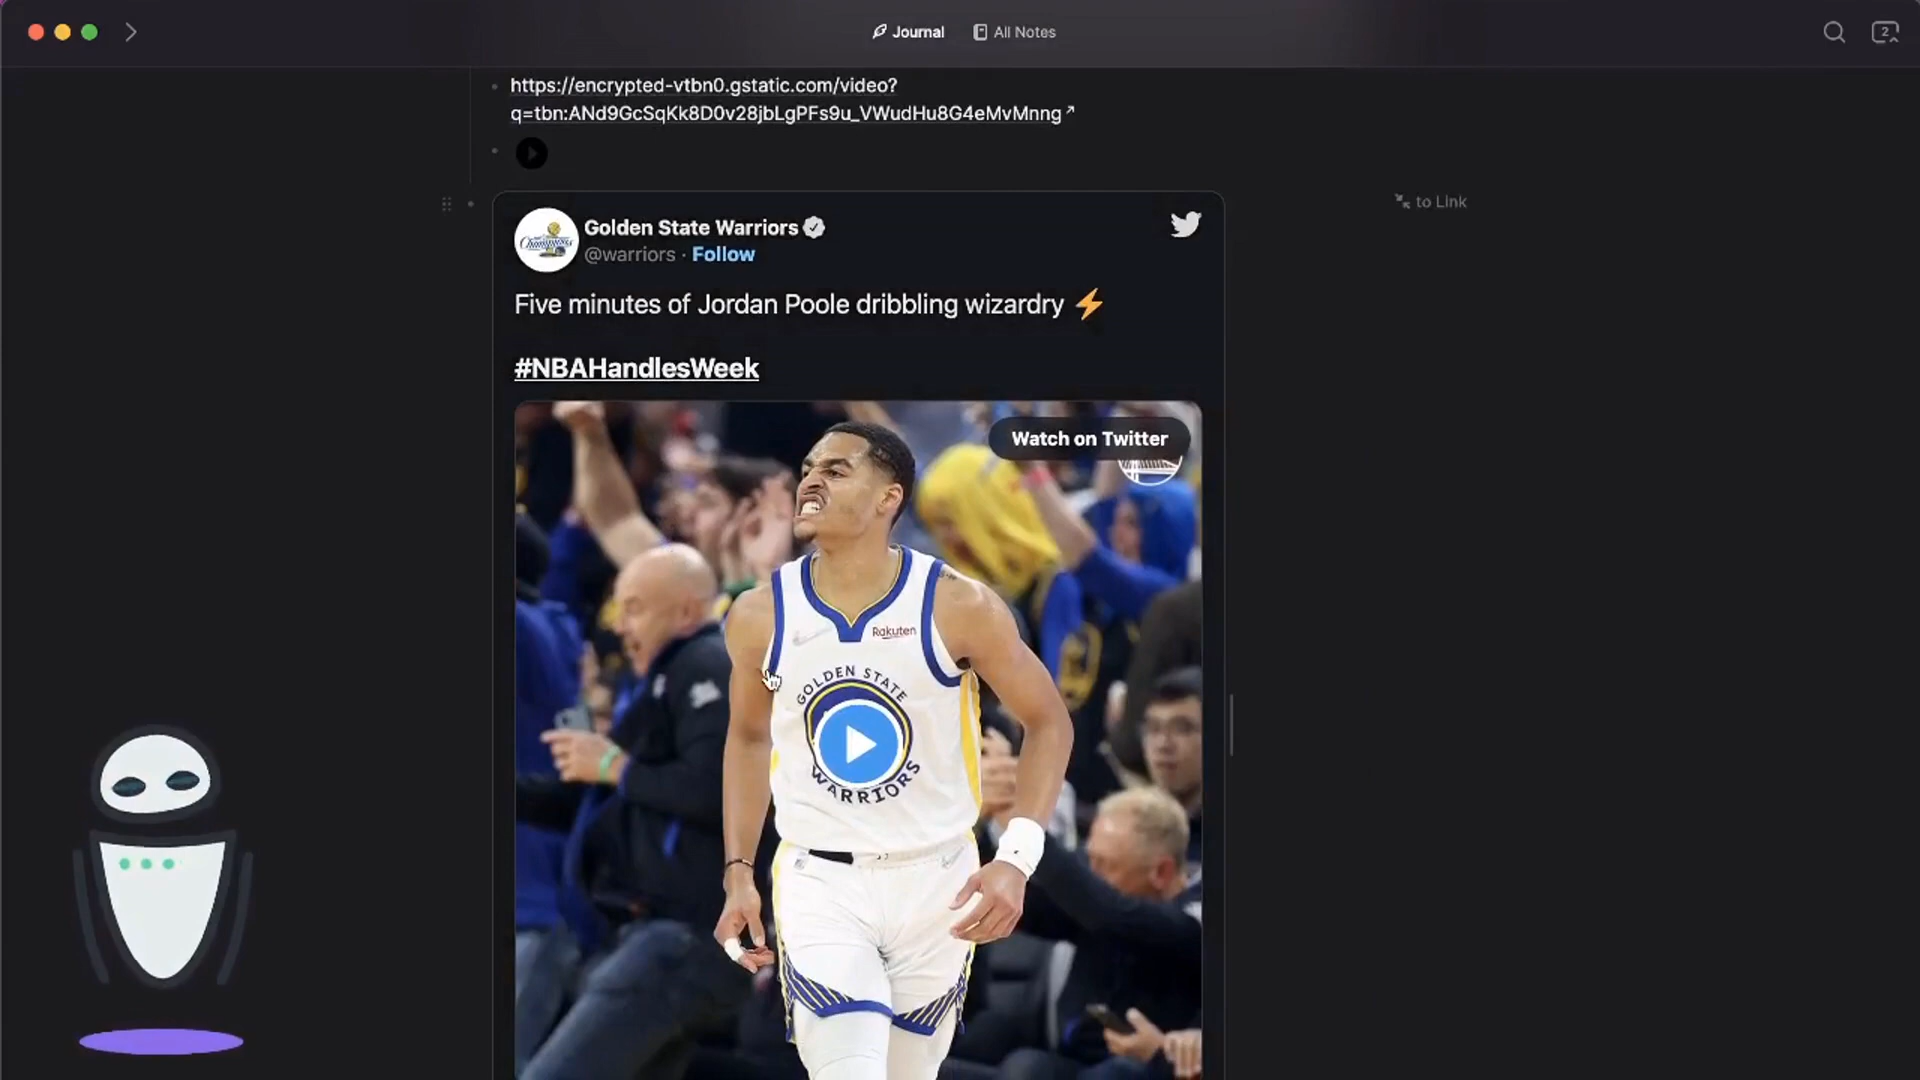 Journal
All Notes
2
https://encrypted-vtbn0.gstatic.com/video?
q=tbn:ANd9GcSqKk8D0v28jbLgPFs9u_VWudHu8G4eMvMnng
to Link
Golden State Warriors
@warriors · Follow
Five minutes of Jordan Poole dribbling wizardry ⚡
#NBAHandlesWeek
Watch on Twitter
Rakuten
GOLDEN STATE
WARRIORS